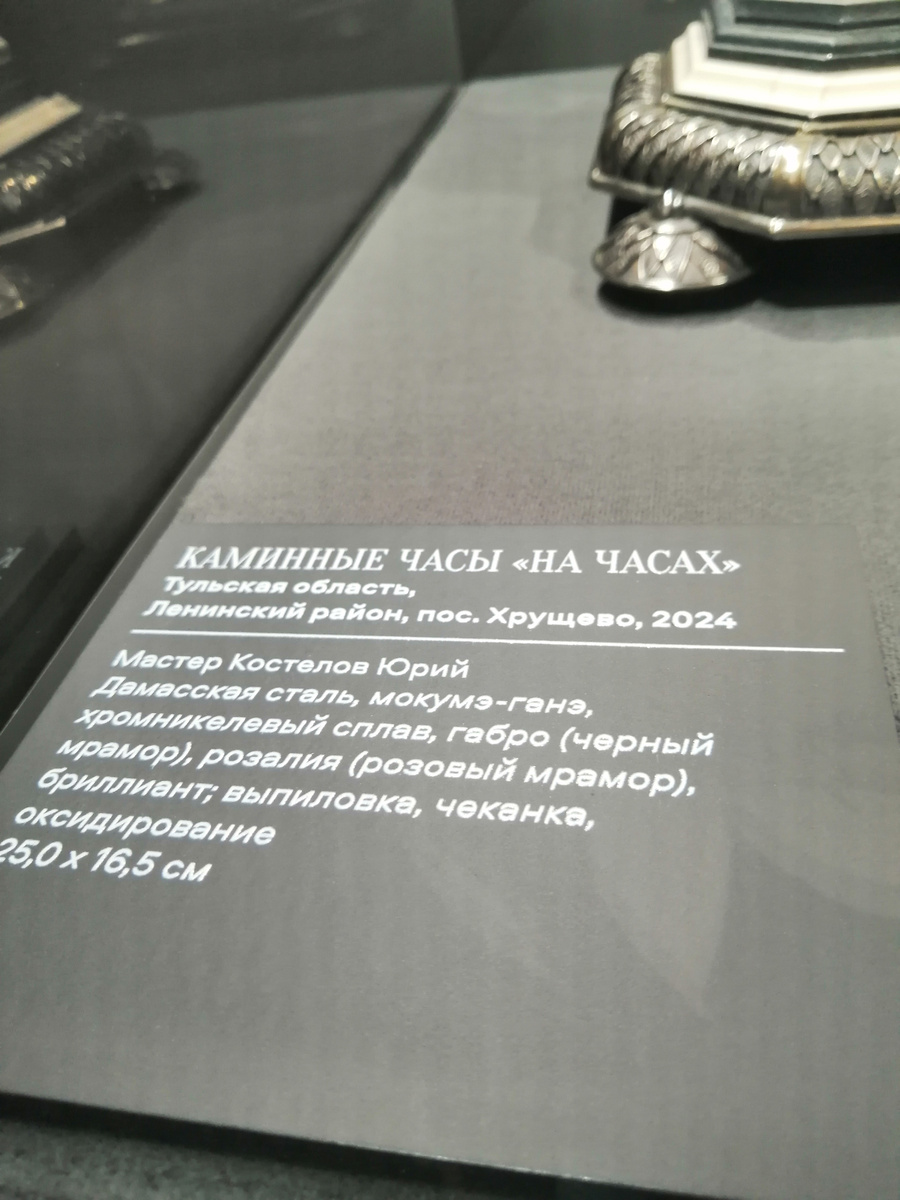 КАМИННЫЕ ЧАСЫ «НА ЧАСАХ»
Тульская область,
Ленинский район, пос. Хрущево, 2024
Мастер Костелов Юрий
Дамасская сталь, мокумэ-ганэ,
хромникелевый сплав, габро (черный
мрамор), розалия (розовый мрамор),
бриллиант; выпиловка, чеканка,
оксидирование
25,0 х 16,5 см